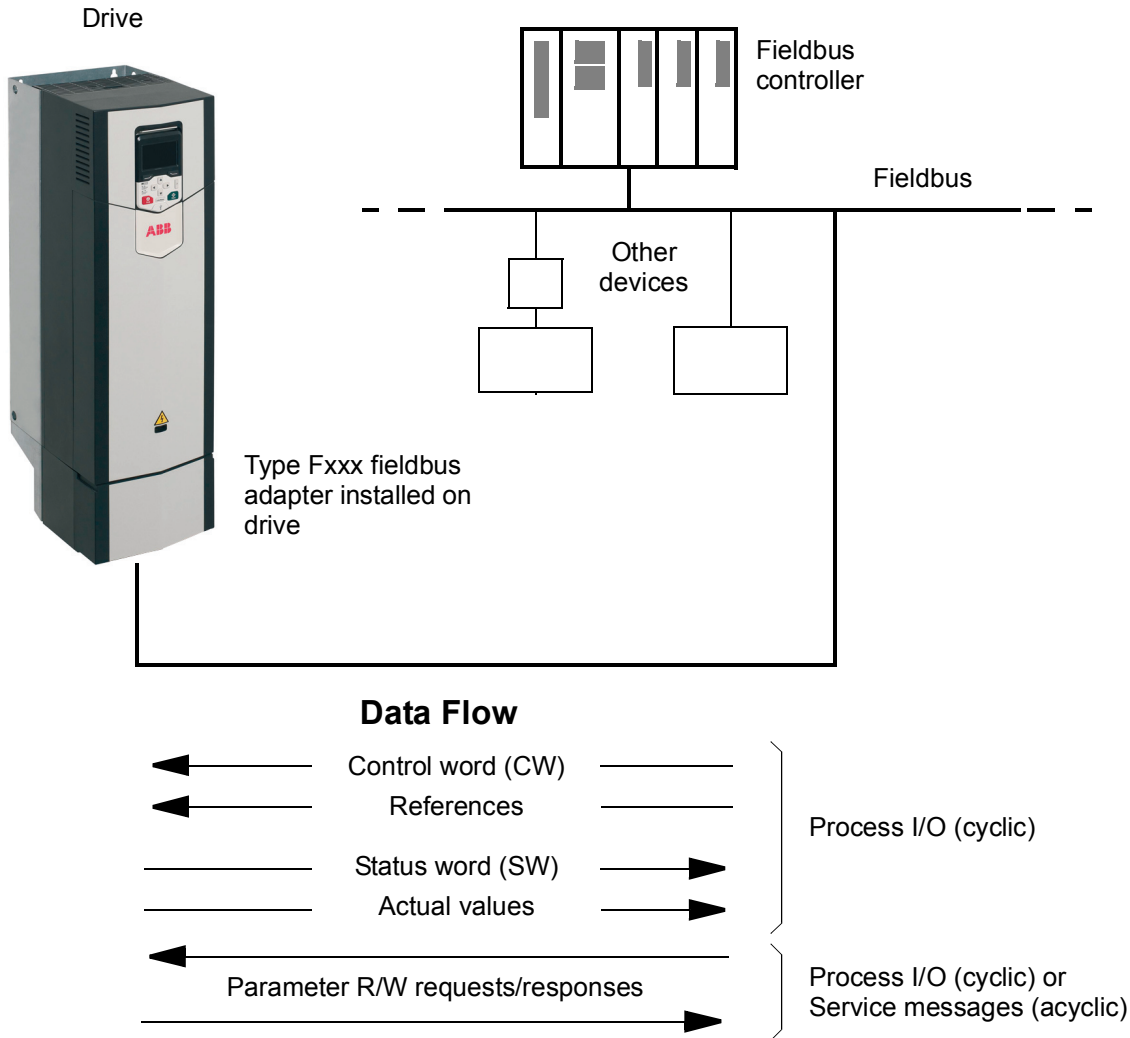 Drive
Fieldbus
controller
Fieldbus
Other
devices
ABB
Type Fxxx fieldbus
adapter installed on
drive
Data Flow
Control word (CW)
References
Process I/O (cyclic)
Status word (SW)
Actual values
Parameter R/W requests/responses
Process I/O (cyclic) or
Service messages (acyclic)